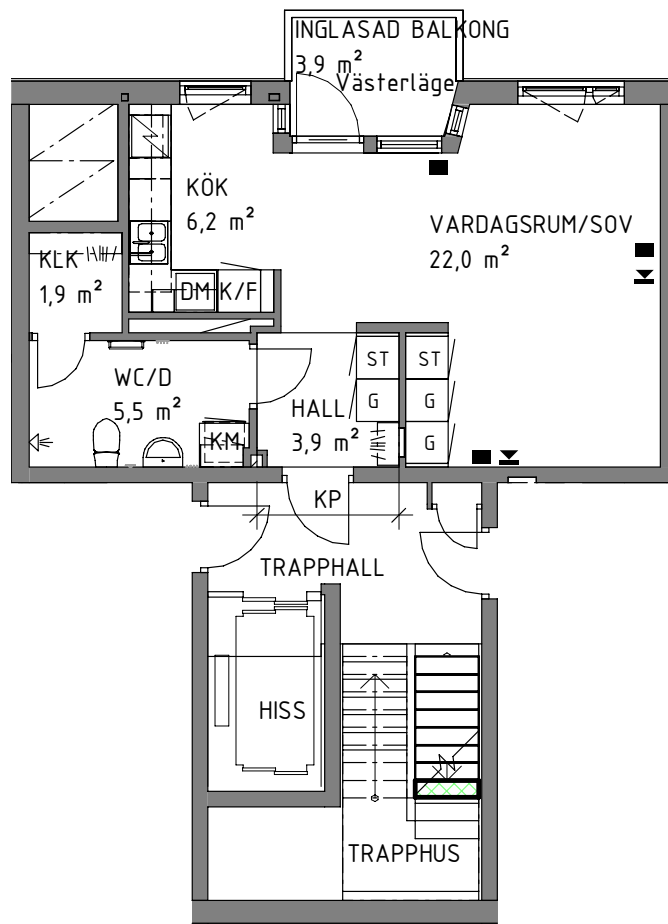 INGLASAD BALKONG
3,9 m²
Västerläge
KÖK
6,2 m²
VARDAGSRUM/SOV
22,0 m²
KLK
1,9 m²
DM K/F
WC/D
5,5 m²
ST
ST
G
G
HALL
3,9 m²
G
KM
KP
TRAPPHALL
HISS
TRAPPHUS